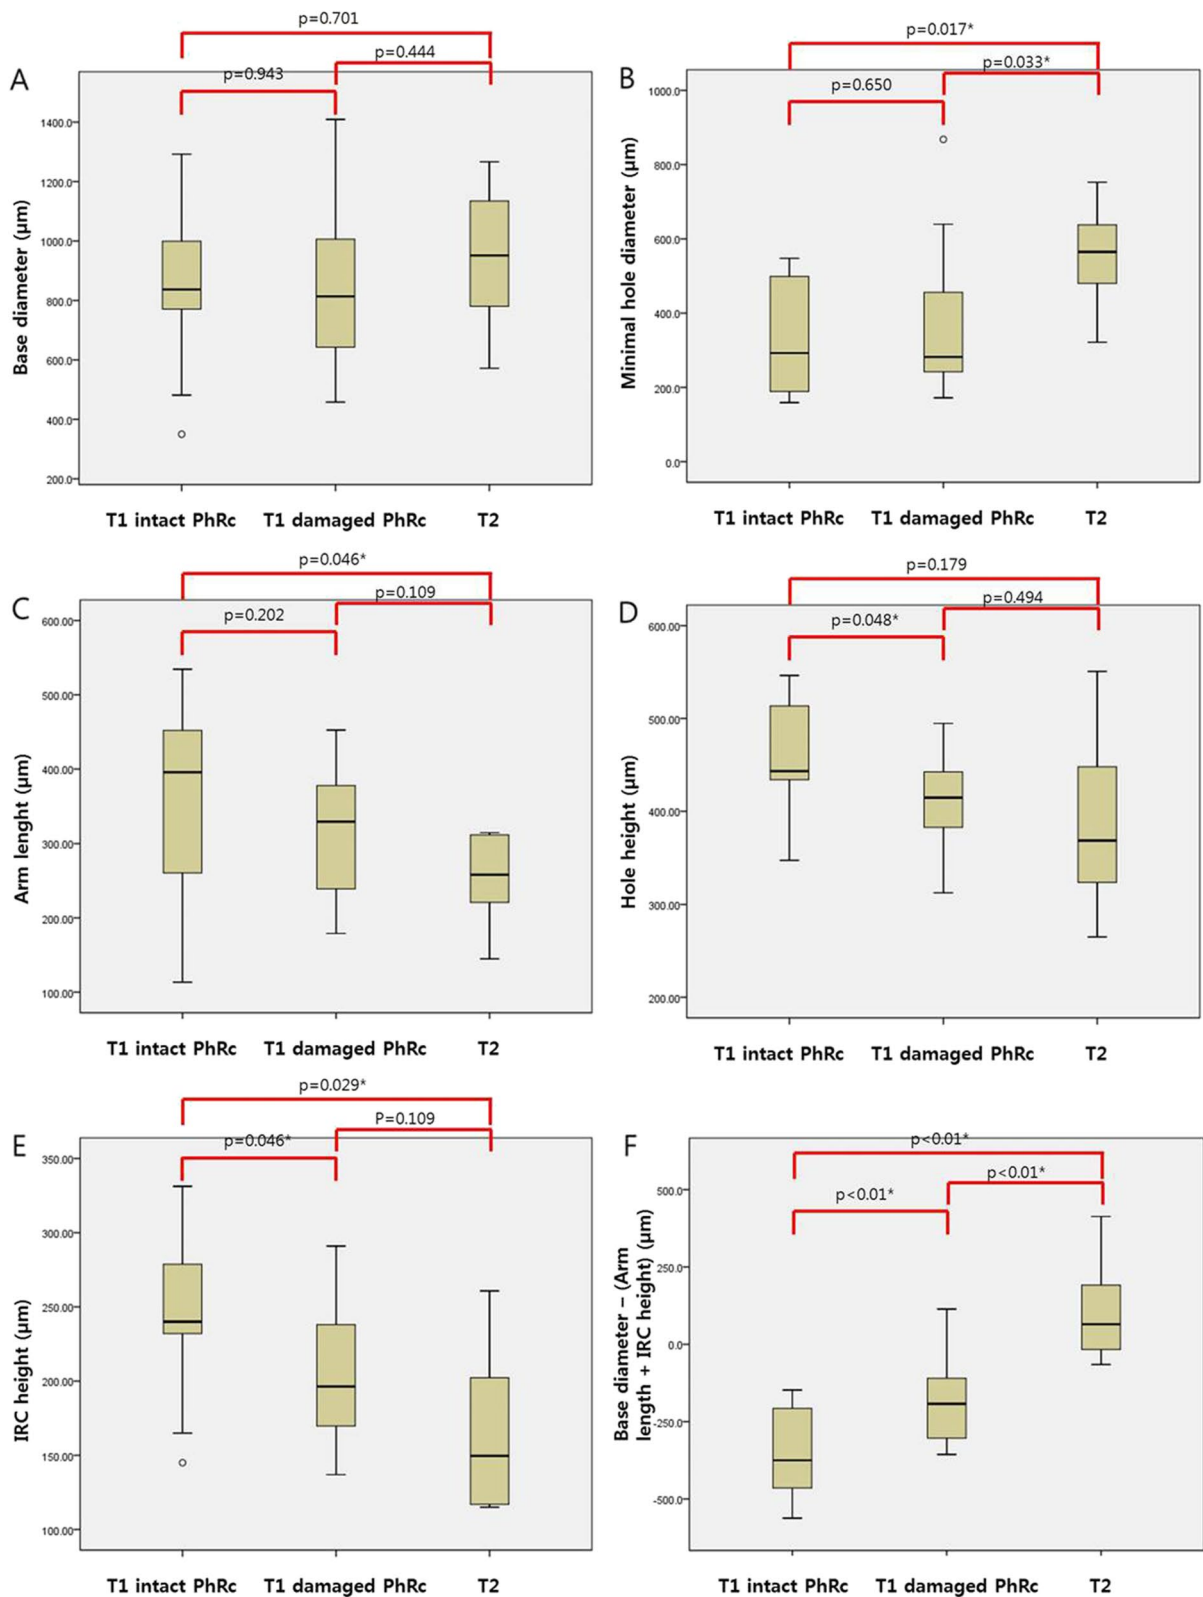 A
p=0.701
p=0.444
p=0.943
Base diameter (μm)
1400.0
1200.0
1000.0
800.0
600.0
400.0
200.0
T1 intact PhRc T1 damaged PhRc T2
B
p=0.017*
p=0.033*
p=0.650
Minimal hole diameter (μm)
1000.0
800.0
600.0
400.0
200.0
0.0
T1 intact PhRc T1 damaged PhRc T2
C
p=0.046*
p=0.109
p=0.202
Arm lenght (μm)
600.00
500.00
400.00
300.00
200.00
100.00
T1 intact PhRc T1 damaged PhRc T2
D
p=0.179
p=0.494
p=0.048*
Hole height (μm)
600.00
500.00
400.00
300.00
200.00
T1 intact PhRc T1 damaged PhRc T2
E
p=0.029*
P=0.109
p=0.046*
IRC height (μm)
350.00
300.00
250.00
200.00
150.00
100.00
T1 intact PhRc T1 damaged PhRc T2
F
p<0.01*
p<0.01*
p<0.01*
Base diameter – (Arm
length + IRC height) (μm)
500.0
250.0
0.0
-250.0
-500.0
T1 intact PhRc T1 damaged PhRc T2